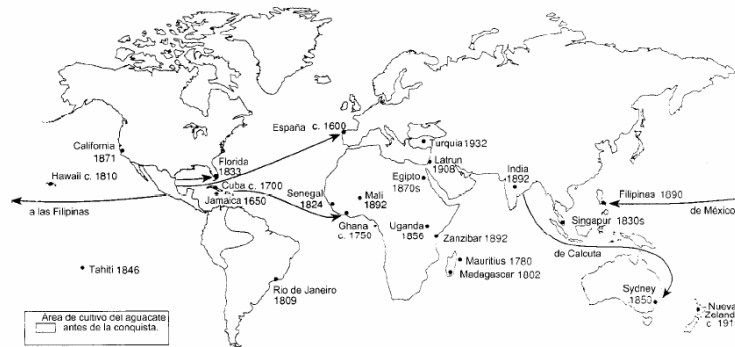 España c. 1600
California
1871
Hawaii c. 1810
Florida
1833
Cuba c. 1700
Jamaica 1650
a las Filipinas
Turquia 1932
Latrun
1908
Egipto
1870s
India
1892
Senegal
1824
Mali
1892
Ghana
c. 1750
Uganda
1856
Zanzibar 1892
Filipinas 1890
Singapur 1830s
de México
Mauritius 1780
Madagascar 1802
de Calcuta
Tahiti 1846
Rio de Janeiro
1809
Sydney
1850
Nueva
Zeland
c 191
Área de cultivo del aguacate
antes de la conquista.